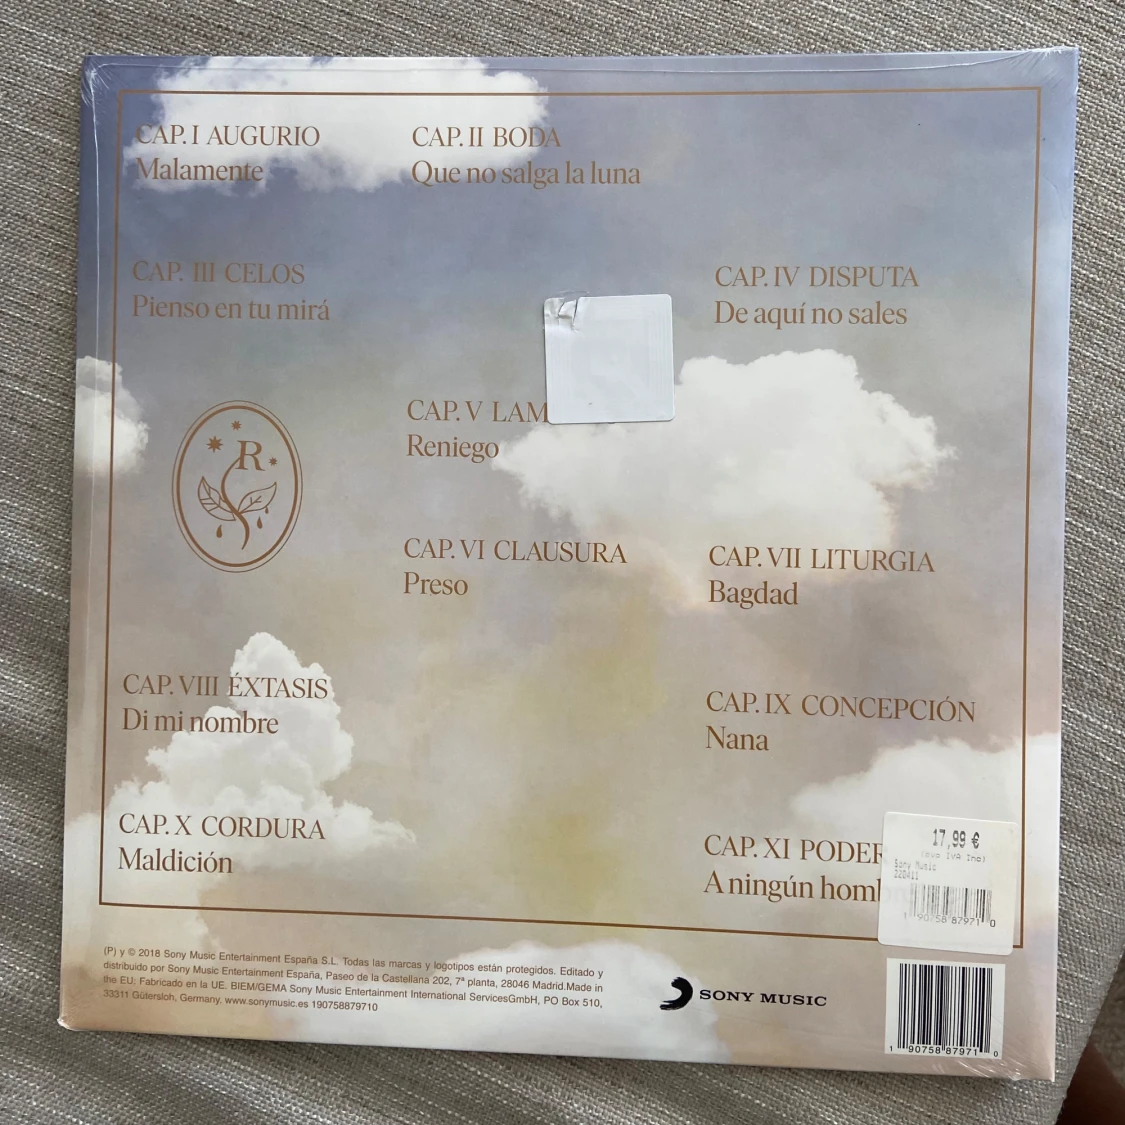 CAP. I AUGURIO
Malamente
CAP. II BODA
Que no salga la luna
CAP. III CELOS
Pienso en tu mirá
CAP. IV DISPUTA
De aquí no sales
CAP. V LAM
Reniego
R
CAP. VI CLAUSURA
Preso
CAP. VII LITURGIA
Bagdad
CAP. VIII ÉXTASIS
Di mi nombre
CAP. IX CONCEPCIÓN
Nana
CAP. X CORDURA
Maldición
CAP. XI PODER
A ningún homb
17,99 €
Sony Music
220411
1 90758 87971 0
(P) y © 2018 Sony Music Entertainment España S.L. Todas las marcas y logotipos están protegidos. Editado y
distribuido por Sony Music Entertainment España, Paseo de la Castellana 202, 7ª planta, 28046 Madrid.Made in
the EU: Fabricado en la UE. BIEM/GEMA Sony Music Entertainment International ServicesGmbH, PO Box 510,
33311 Gütersloh, Germany. www.sonymusic.es 190758879710
SONY MUSIC
1 90758 87971 0